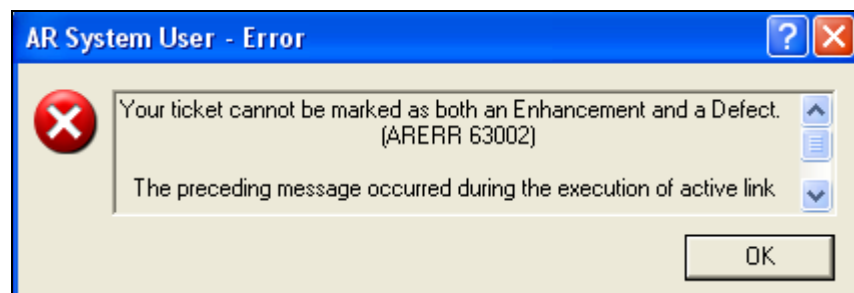 AR System User - Error
Your ticket cannot be marked as both an Enhancement and a Defect.
(ARERR 63002)
The preceding message occurred during the execution of active link
OK